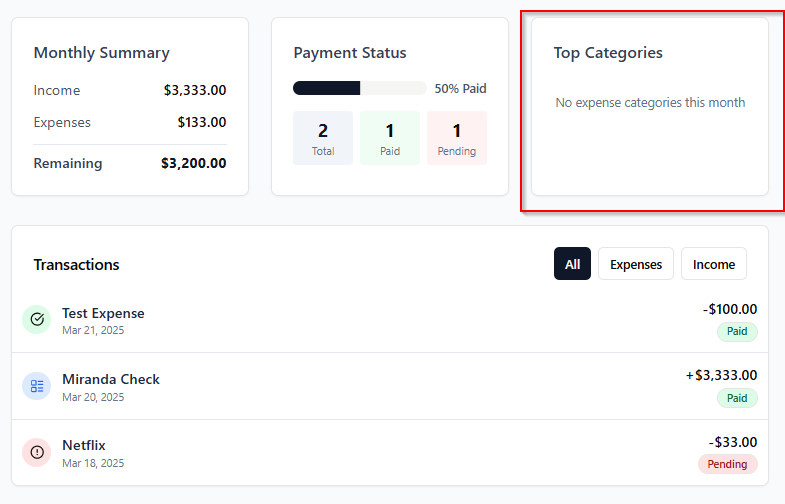 Monthly Summary
Income $3,333.00
Expenses $133.00
Remaining $3,200.00
Payment Status
50% Paid
2 1 1
Total Paid Pending
Top Categories
No expense categories this month
Transactions All Expenses Income
Test Expense -$100.00
Mar 21, 2025 Paid
Miranda Check +$3,333.00
Mar 20, 2025 Paid
Netflix -$33.00
Mar 18, 2025 Pending